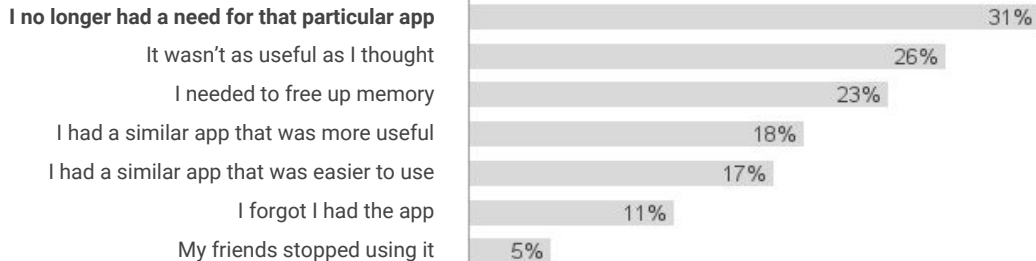 I no longer had a need for that particular app 31%
It wasn’t as useful as I thought 26%
I needed to free up memory 23%
I had a similar app that was more useful 18%
I had a similar app that was easier to use 17%
I forgot I had the app 11%
My friends stopped using it 5%